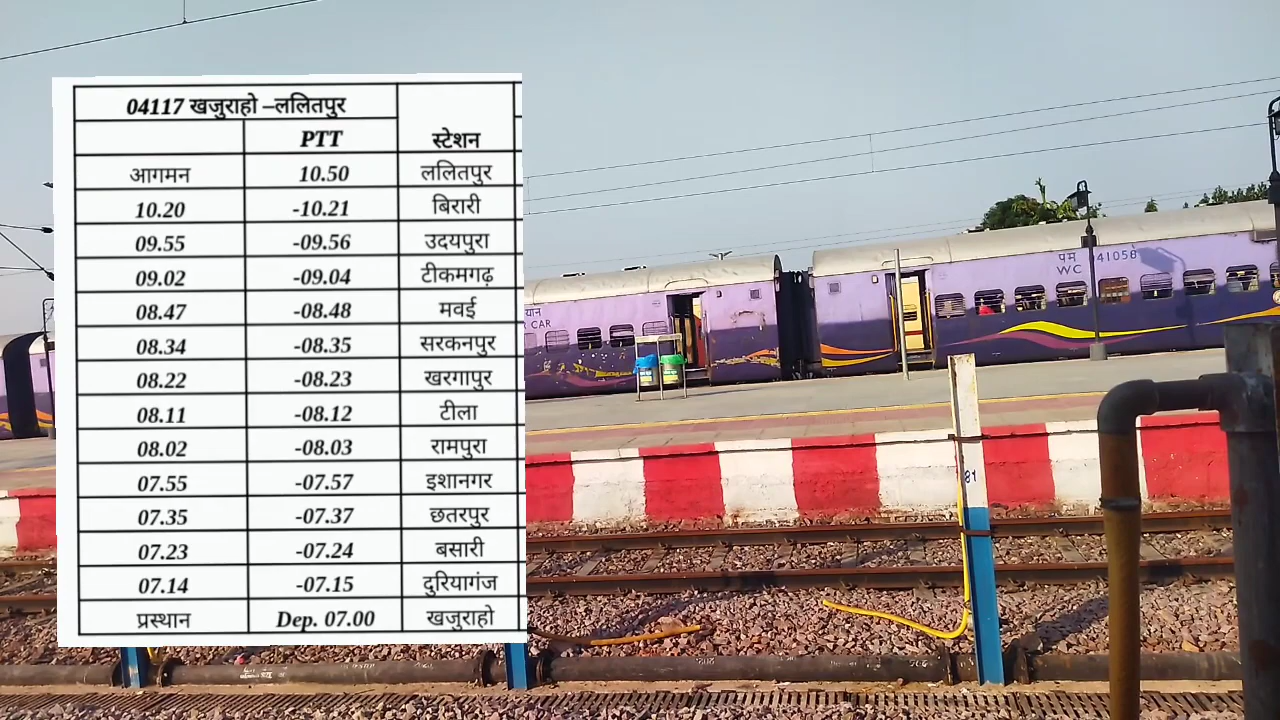 04117 खजुराहो –ललितपुर
PTT स्टेशन
आगमन 10.50 ललितपुर
10.20 -10.21 बिरारी
09.55 -09.56 उदयपुरा
09.02 -09.04 टीकमगढ़
08.47 -08.48 मवई
08.34 -08.35 सरकनपुर
08.22 -08.23 खरगापुर
08.11 -08.12 टीला
08.02 -08.03 रामपुरा
07.55 -07.57 इशानगर
07.35 -07.37 छतरपुर
07.23 -07.24 बसारी
07.14 -07.15 दुरियागंज
प्रस्थान Dep. 07.00 खजुराहो
यान
CAR
पम 41058
WC
81